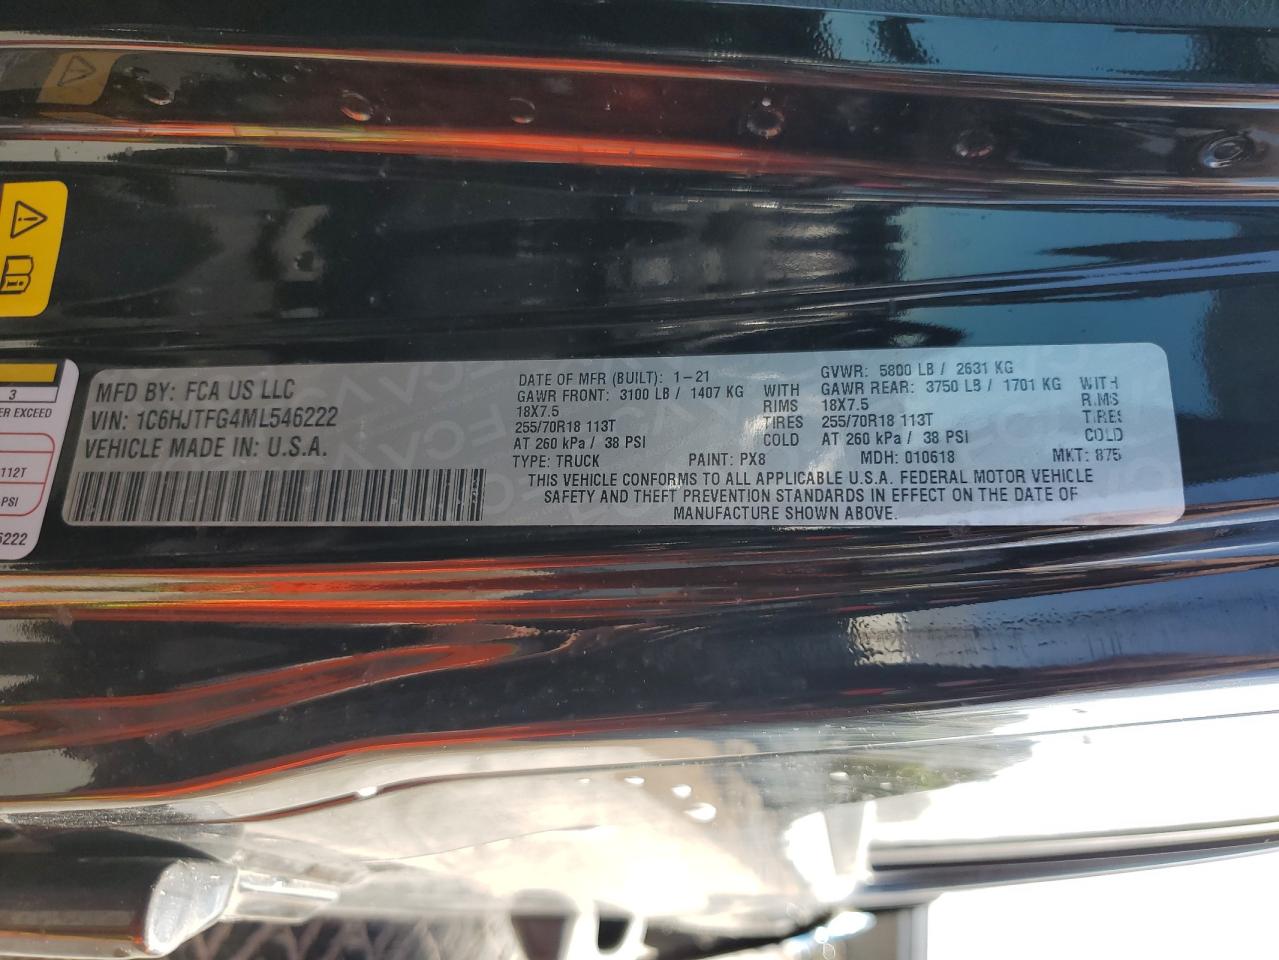 MFD BY: FCA US LLC
VIN: 1C6HJTFG4ML546222
VEHICLE MADE IN: U.S.A.
DATE OF MFR (BUILT): 1-21
GAWR FRONT: 3100 LB / 1407 KG WITH
18X7.5 RIMS
255/70R18 113T TIRES
AT 260 kPa / 38 PSI COLD
TYPE: TRUCK PAINT: PX8
GVWR: 5800 LB / 2631 KG
GAWR REAR: 3750 LB / 1701 KG WITH
18X7.5 RIMS
255/70R18 113T TIRES
AT 260 kPa / 38 PSI COLD
MDH: 010618 MKT: 875
THIS VEHICLE CONFORMS TO ALL APPLICABLE U.S.A. FEDERAL MOTOR VEHICLE
SAFETY AND THEFT PREVENTION STANDARDS IN EFFECT ON THE DATE OF
MANUFACTURE SHOWN ABOVE.
3
EXCEED
112T
PSI
6222